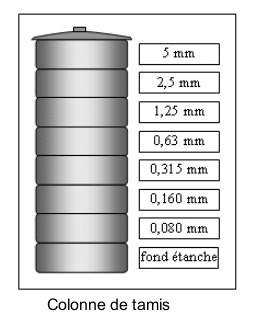 5 mm
2,5 mm
1,25 mm
0,63 mm
0,315 mm
0,160 mm
0,080 mm
fond étanche
Colonne de tamis